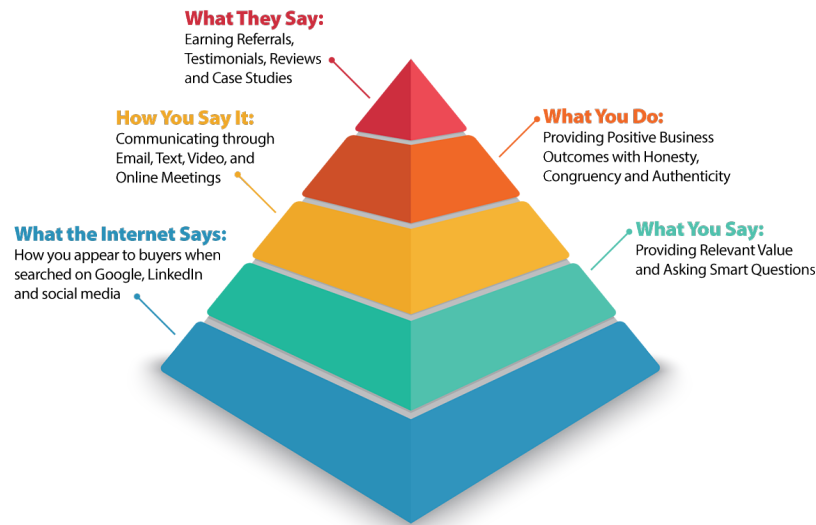 What They Say:
Earning Referrals,
Testimonials, Reviews
and Case Studies
How You Say It:
Communicating through
Email, Text, Video, and
Online Meetings
What You Do:
Providing Positive Business
Outcomes with Honesty,
Congruency and Authenticity
What the Internet Says:
How you appear to buyers when
searched on Google, LinkedIn
and social media
What You Say:
Providing Relevant Value
and Asking Smart Questions